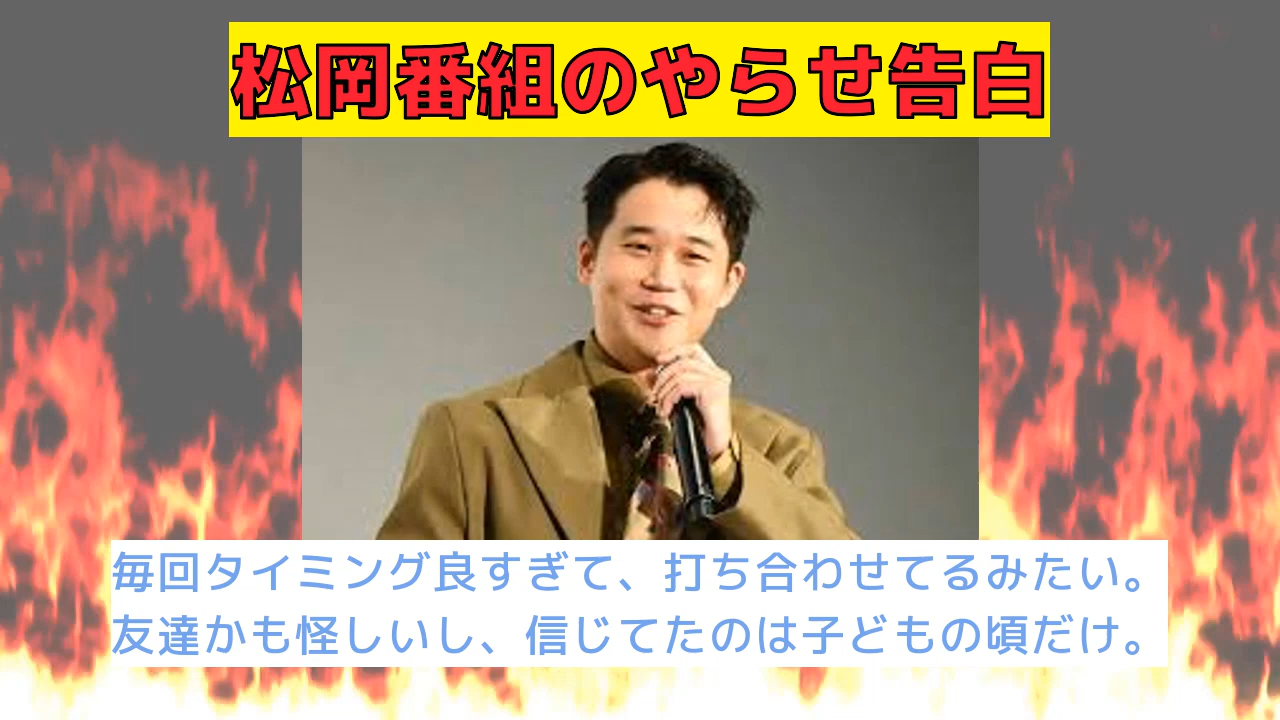 松岡番組のやらせ告白
毎回タイミング良すぎて、打ち合わせてるみたい。
友達かも怪しいし、信じてたのは子どもの頃だけ。